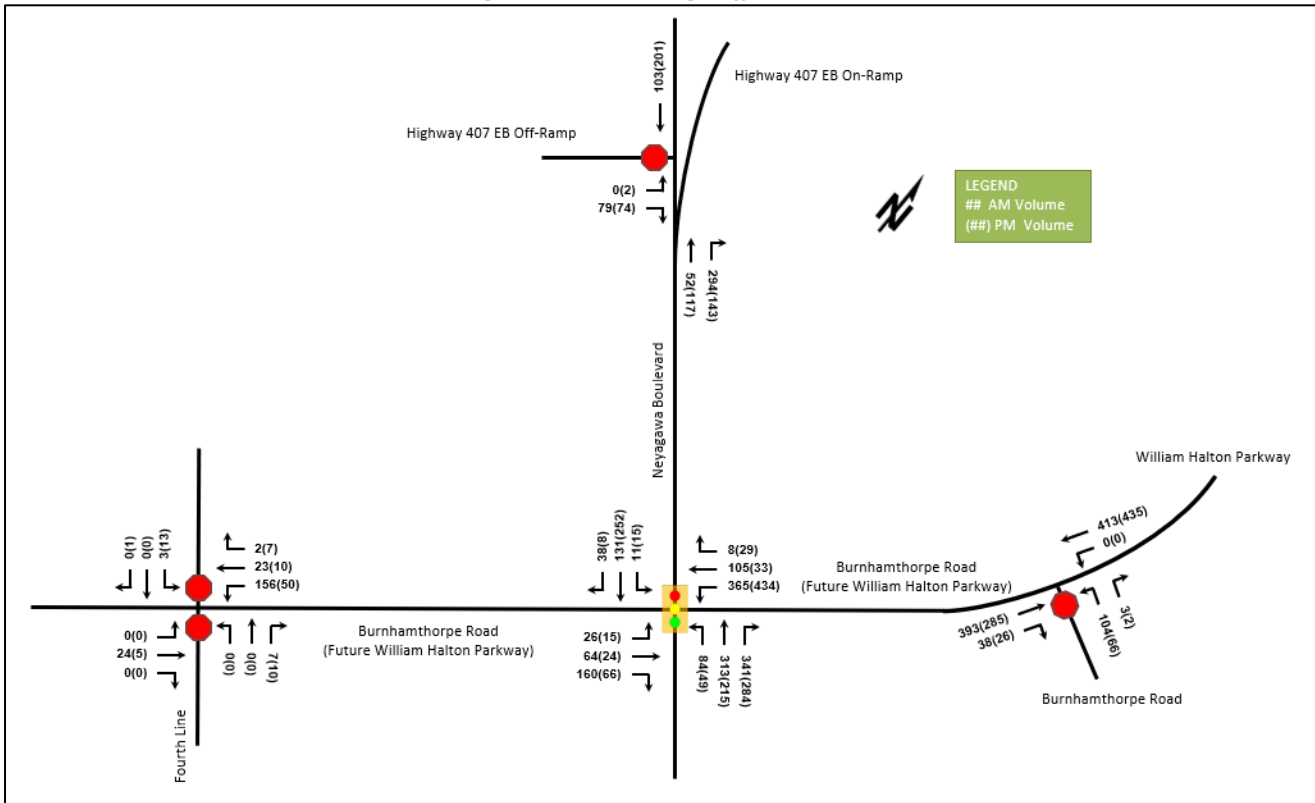 103(201)
Highway 407 EB On-Ramp
Highway 407 EB Off-Ramp
0(2)
79(74)
LEGEND
## AM Volume
(##) PM Volume
52(117)
294(143)
Neyagawa Boulevard
William Halton Parkway
0(1)
0(0)
3(13)
2(7)
23(10)
156(50)
38(8)
131(252)
11(15)
8(29)
105(33)
365(434)
Burnhamthorpe Road
(Future William Halton Parkway)
413(435)
0(0)
0(0)
24(5)
0(0)
0(0)
0(0)
7(10)
Burnhamthorpe Road
(Future William Halton Parkway)
26(15)
64(24)
160(66)
84(49)
313(215)
341(284)
393(285)
38(26)
104(66)
3(2)
Burnhamthorpe Road
Fourth Line